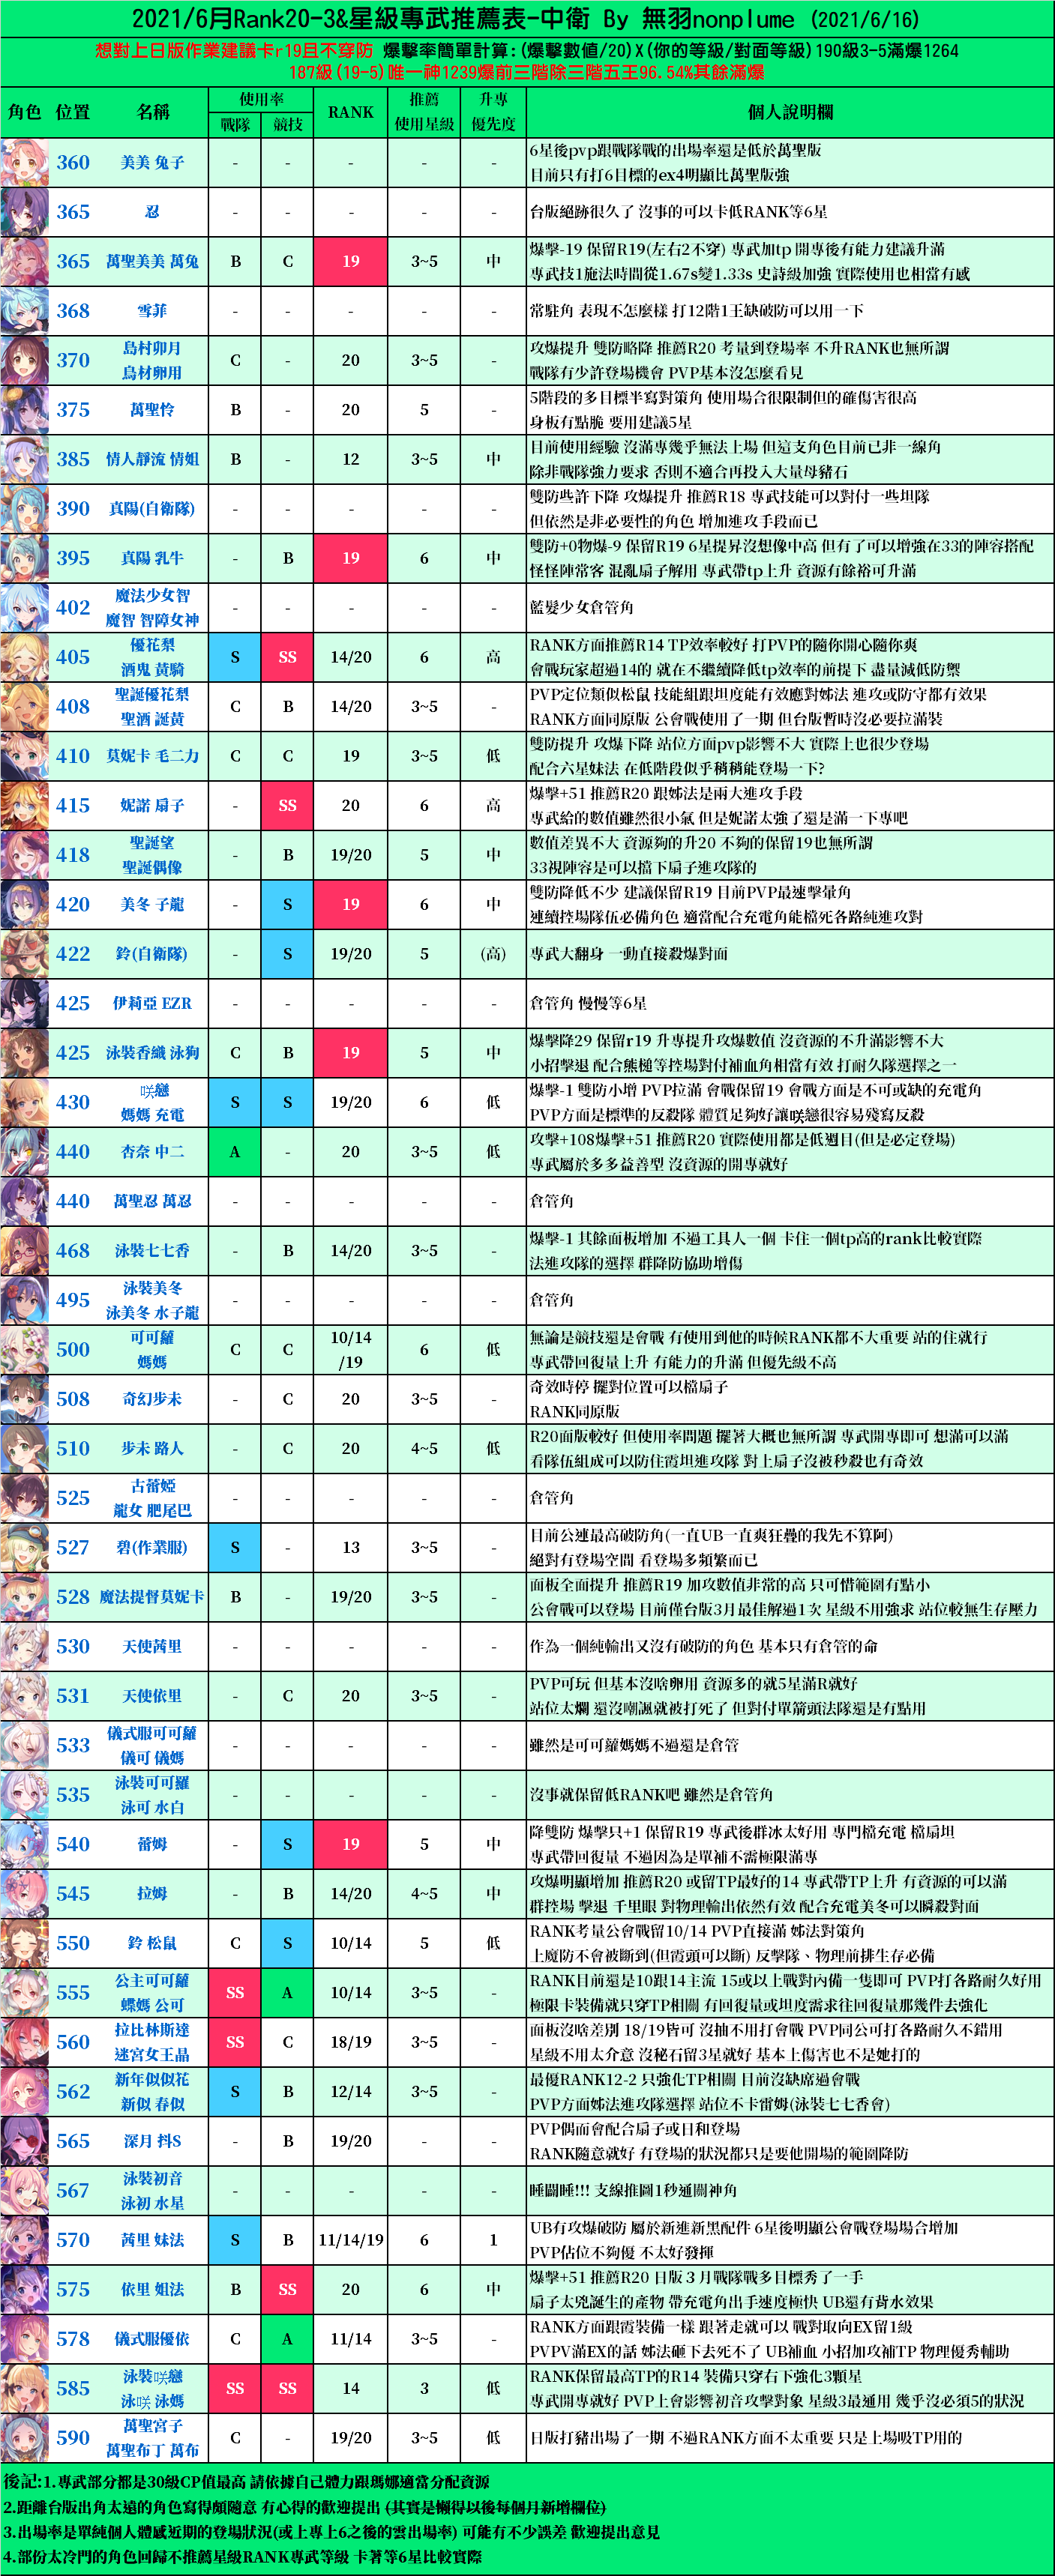 2021/6月Rank20-3&星級專武推薦表-中衛 By 無羽nonplume (2021/6/16)
想對上日版作業建議卡r19且不穿防 爆擊率簡單計算:(爆擊數值/20)X(你的等級/對面等級)190級3-5滿爆1264
187級(19-5)唯一神1239爆前三階除三階五王96.54%其餘滿爆
角色 位置 名稱 使用率 戰隊 競技 RANK 推薦使用星級 升專優先度 個人說明欄
360 美美 兔子 - - - - -
6星後pvp跟戰隊戰的出場率還是低於萬聖版
目前只有打6目標的ex4明顯比萬聖版強
365 忍 - - - - - 台版絕跡很久了 沒事的可以卡低RANK等6星
365 萬聖美美 萬兔 B C 19 3~5 中
爆擊-19 保留R19(左右2不穿) 專武加tp 開專後有能力建議升滿
專武技1施法時間從1.67s變1.33s 史詩級加強 實際使用也相當有感
368 雪菲 - - - - - 常駐角 表現不怎麼樣 打12階1王缺破防可以用一下
370 島村卯月 島材卵用 C - 20 3~5 -
攻爆提升 雙防略降 推薦R20 考量到登場率 不升RANK也無所謂
戰隊有少許登場機會 PVP基本沒怎麼看見
375 萬聖怜 B - 20 5 -
5階段的多目標半寫對策角 使用場合很限制但的確傷害很高
身板有點脆 要用建議5星
385 情人靜流 情姐 B - 12 3~5 中
目前使用經驗 沒滿專幾乎無法上場 但這支角色目前已非一線角
除非戰隊強力要求 否則不適合再投入大量母豬石
390 真陽(自衛隊) - - - - -
雙防些許下降 攻爆提升 推薦R18 專武技能可以對付一些坦隊
但依然是非必要性的角色 增加進攻手段而已
395 真陽 乳牛 - B 19 6 中
雙防+0物爆-9 保留R19 6星提昇沒想像中高 但有了可以增強在33的陣容搭配
怪怪陣常客 混亂扇子解用 專武帶tp上升 資源有餘裕可升滿
402 魔法少女智 魔智 智障女神 - - - - - 藍髮少女倉管角
405 優花梨 酒鬼 黃騎 S SS 14/20 6 高
RANK方面推薦R14 TP效率較好 打PVP的隨你開心隨你爽
會戰玩家超過14的 就在不繼續降低tp效率的前提下 盡量減低防禦
408 聖誕優花梨 聖酒 誕黃 C B 14/20 3~5 -
PVP定位類似松鼠 技能組跟坦度能有效應對姊法 進攻或防守都有效果
RANK方面同原版 公會戰使用了一期 但台版暫時沒必要拉滿裝
410 莫妮卡 毛二力 C C 19 3~5 低
雙防提升 攻爆下降 站位方面pvp影響不大 實際上也很少登場
配合六星妹法 在低階段似乎稍稍能登場一下?
415 妮諾 扇子 - SS 20 6 高
爆擊+51 推薦R20 跟姊法是兩大進攻手段
專武給的數值雖然很小氣 但是妮諾太強了還是滿一下專吧
418 聖誕望 聖誕偶像 - B 19/20 5 中
數值差異不大 資源夠的升20 不夠的保留19也無所謂
33視陣容是可以擋下扇子進攻隊的
420 美冬 子龍 - S 19 6 中
雙防降低不少 建議保留R19 目前PVP最速擊暈角
連續控場隊伍必備角色 適當配合充電角能檔死各路純進攻對
422 鈴(自衛隊) - S 19/20 5 (高) 專武大翻身 一動直接殺爆對面
425 伊莉亞 EZR - - - - - 倉管角 慢慢等6星
425 泳裝香織 泳狗 C B 19 5 中
爆擊降29 保留r19 升專提升攻爆數值 沒資源的不升滿影響不大
小招擊退 配合熊槌等控場對付補血角相當有效 打耐久隊選擇之一
430 咲戀 媽媽 充電 S S 19/20 6 低
爆擊-1 雙防小增 PVP拉滿 會戰保留19 會戰方面是不可或缺的充電角
PVP方面是標準的反殺隊 體質足夠好讓咲戀很容易殘寫反殺
440 杏奈 中二 A - 20 3~5 低
攻擊+108爆擊+51 推薦R20 實際使用都是低週目(但是必定登場)
專武屬於多多益善型 沒資源的開專就好
440 萬聖忍 萬忍 - - - - - 倉管角
468 泳裝七七香 - B 14/20 3~5 -
爆擊-1 其餘面板增加 不過工具人一個 卡住一個tp高的rank比較實際
法進攻隊的選擇 群降防協助增傷
495 泳裝美冬 泳美冬 水子龍 - - - - - 倉管角
500 可可蘿 媽媽 C C 10/14/19 6 低
無論是競技還是會戰 有使用到他的時候RANK都不大重要 站的住就行
專武帶回復量上升 有能力的升滿 但優先級不高
508 奇幻步未 - C 20 3~5 -
奇效時停 擺對位置可以檔扇子
RANK同原版
510 步未 路人 - C 20 4~5 低
R20面版較好 但使用率問題 擺著大概也無所謂 專武開專即可 想滿可以滿
看隊伍組成可以防住霞坦進攻隊 對上扇子沒被秒殺也有奇效
525 古蕾婭 龍女 肥尾巴 - - - - - 倉管角
527 碧(作業服) S - 13 3~5 -
目前公連最高破防角(一直UB一直爽狂疊的我先不算阿)
絕對有登場空間 看登場多頻繁而已
528 魔法提督莫妮卡 B - 19/20 3~5 -
面板全面提升 推薦R19 加攻數值非常的高 只可惜範圍有點小
公會戰可以登場 目前僅台版3月最佳解過1次 星級不用強求 站位較無生存壓力
530 天使茜里 - - - - - 作為一個純輸出又沒有破防的角色 基本只有倉管的命
531 天使依里 - C 20 3~5 -
PVP可玩 但基本沒啥卵用 資源多的就5星滿R就好
站位太爛 還沒嘲諷就被打死了 但對付單箭頭法隊還是有點用
533 儀式服可可蘿 儀可 儀媽 - - - - - 雖然是可可蘿媽媽不過還是倉管
535 泳裝可可羅 泳可 水白 - - - - - 沒事就保留低RANK吧 雖然是倉管角
540 蕾姆 - S 19 5 中
降雙防 爆擊只+1 保留R19 專武後群冰太好用 專門檔充電 檔扇坦
專武帶回復量 不過因為是單補不需極限滿專
545 拉姆 - B 14/20 4~5 中
攻爆明顯增加 推薦R20 或留TP最好的14 專武帶TP上升 有資源的可以滿
群控場 擊退 千里眼 對物理輸出依然有效 配合充電美冬可以瞬殺對面
550 鈴 松鼠 C S 10/14 5 低
RANK考量公會戰留10/14 PVP直接滿 姊法對策角
上魔防不會被斷到(但霞頭可以斷) 反擊隊、物理前排生存必備
555 公主可可蘿 蝶媽 公可 SS A 10/14 3~5 -
RANK目前還是10跟14主流 15或以上戰對內備一隻即可 PVP打各路耐久好用
極限卡裝備就只穿TP相關 有回復量或坦度需求往回復量那幾件去強化
560 拉比林斯達 迷宮女王晶 SS C 18/19 3~5 -
面板沒啥差別 18/19皆可 沒抽不用打會戰 PVP同公可打各路耐久不錯用
星級不用太介意 沒秘石留3星就好 基本上傷害也不是她打的
562 新年似似花 新似 春似 S B 12/14 3~5 -
最優RANK12-2 只強化TP相關 目前沒缺席過會戰
PVP方面姊法進攻隊選擇 站位不卡雷姆(泳裝七七香會)
565 深月 抖S - B 19/20 - -
PVP偶而會配合扇子或日和登場
RANK隨意就好 有登場的狀況都只是要他開場的範圍降防
567 泳裝初音 泳初 水星 - - - - - 睡闢睡!!! 支線推圖1秒通關神角
570 茜里 妹法 S B 11/14/19 6 1
UB有攻爆破防 屬於新進新黑配件 6星後明顯公會戰登場場合增加
PVP佔位不夠優 不太好發揮
575 依里 姐法 B SS 20 6 中
爆擊+51 推薦R20 日版３月戰隊戰多目標秀了一手
扇子太兇誕生的產物 帶充電角出手速度極快 UB還有背水效果
578 儀式服優依 C A 11/14 3~5 -
RANK方面跟霞裝備一樣 跟著走就可以 戰對取向EX留1級
PVPV滿EX的話 姊法砸下去死不了 UB補血 小招加攻補TP 物理優秀輔助
585 泳裝咲戀 泳咲 泳媽 SS SS 14 3 低
RANK保留最高TP的R14 裝備只穿右下強化3顆星
專武開專就好 PVP上會影響初音攻擊對象 星級3最通用 幾乎沒必須5的狀況
590 萬聖宮子 萬聖布丁 萬布 C - 19/20 3~5 低 日版打豬出場了一期 不過RANK方面不太重要 只是上場吸TP用的
後記:1.專武部分都是30級CP值最高 請依據自己體力跟瑪娜適當分配資源
2.距離台版出角太遠的角色寫得頗隨意 有心得的歡迎提出 (其實是懶得以後每個月新增欄位)
3.出場率是單純個人體感近期的登場狀況(或上專上6之後的雲出場率) 可能有不少誤差 歡迎提出意見
4.部份太冷門的角色回歸不推薦星級RANK專武等級 卡著等6星比較實際